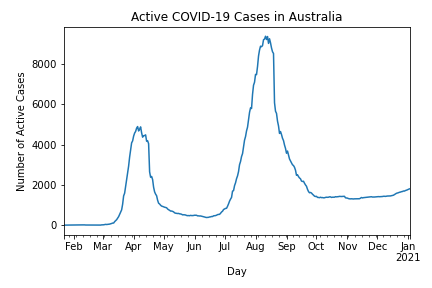 Active COVID-19 Cases in Australia
Number of Active Cases
8000
6000
4000
2000
0
Feb Mar Apr May Jun Jul Aug Sep Oct Nov Dec Jan
2021
Day